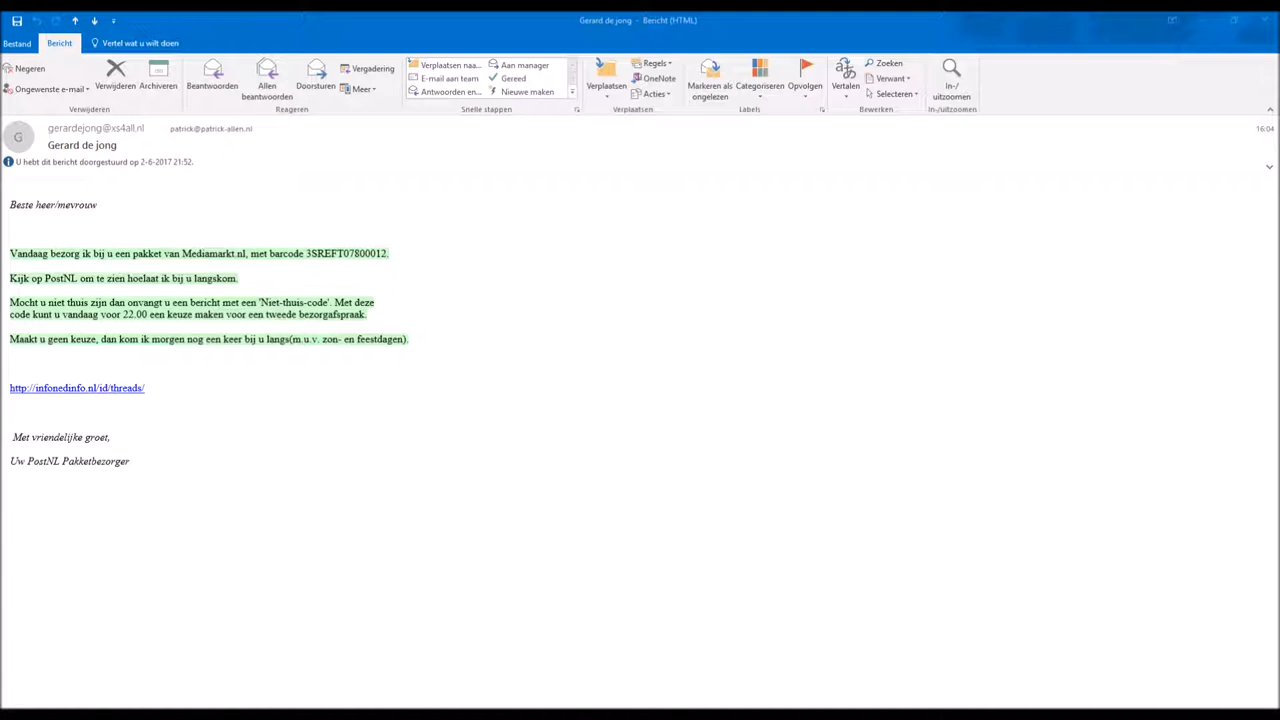 Gerard de jong - Bericht (HTML)
Bestand Bericht Vertel wat u wilt doen
Negeren
Ongewenste e-mail
Verwijderen Archiveren
Verwijderen
Beantwoorden Allen beantwoorden Doorsturen
Vergadering
Meer
Reageren
Verplaatsen naa... Aan manager
E-mail aan team Gereed
Antwoorden en... Nieuwe maken
Snelle stappen
Verplaatsen
Regels
OneNote
Acties
Verplaatsen
Markeren als ongelezen Categoriseren Opvolgen
Labels
Vertalen
Zoeken
Verwant
Selecteren
Bewerken
In-/ uitzoomen
In-/uitzoomen
G
gerardejong@xs4all.nl patrick@patrick-allen.nl 16:04
Gerard de jong
U hebt dit bericht doorgestuurd op 2-6-2017 21:52.
Beste heer/mevrouw
Vandaag bezorg ik bij u een pakket van Mediamarkt.nl, met barcode 3SREFT07800012.
Kijk op PostNL om te zien hoelaat ik bij u langskom.
Mocht u niet thuis zijn dan onvangt u een bericht met een 'Niet-thuis-code'. Met deze
code kunt u vandaag voor 22.00 een keuze maken voor een tweede bezorgafspraak.
Maakt u geen keuze, dan kom ik morgen nog een keer bij u langs(m.u.v. zon- en feestdagen).
http://infonedinfo.nl/id/threads/
Met vriendelijke groet,
Uw PostNL Pakketbezorger